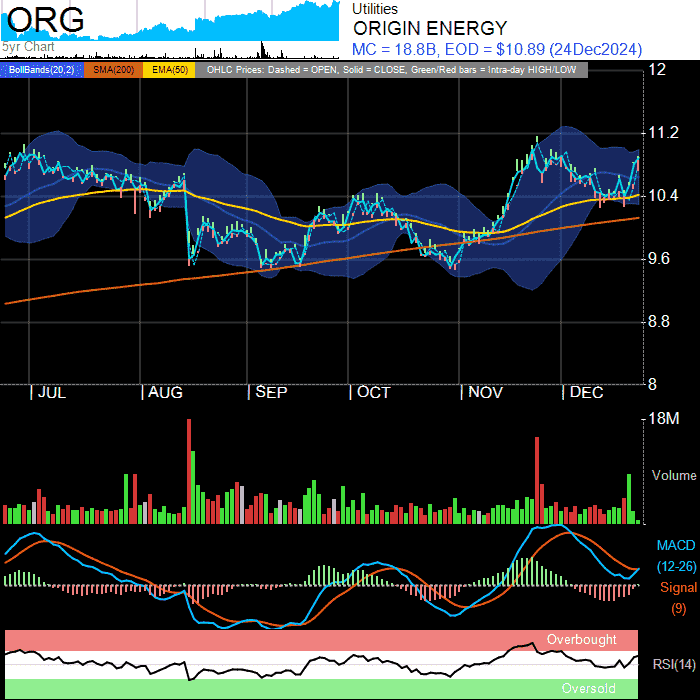 ORG
5yr Chart
Utilities
ORIGIN ENERGY
MC = 18.8B, EOD = $10.89 (24Dec2024)
BollBands(20,2) SMA(200) EMA(50) OHLC Prices: Dashed = OPEN, Solid = CLOSE, Green/Red bars = Intra-day HIGH/LOW
12
11.2
10.4
9.6
8.8
8
JUL AUG SEP OCT NOV DEC
18M
Volume
MACD
(12-26)
Signal
(9)
Overbought
RSI(14)
Oversold